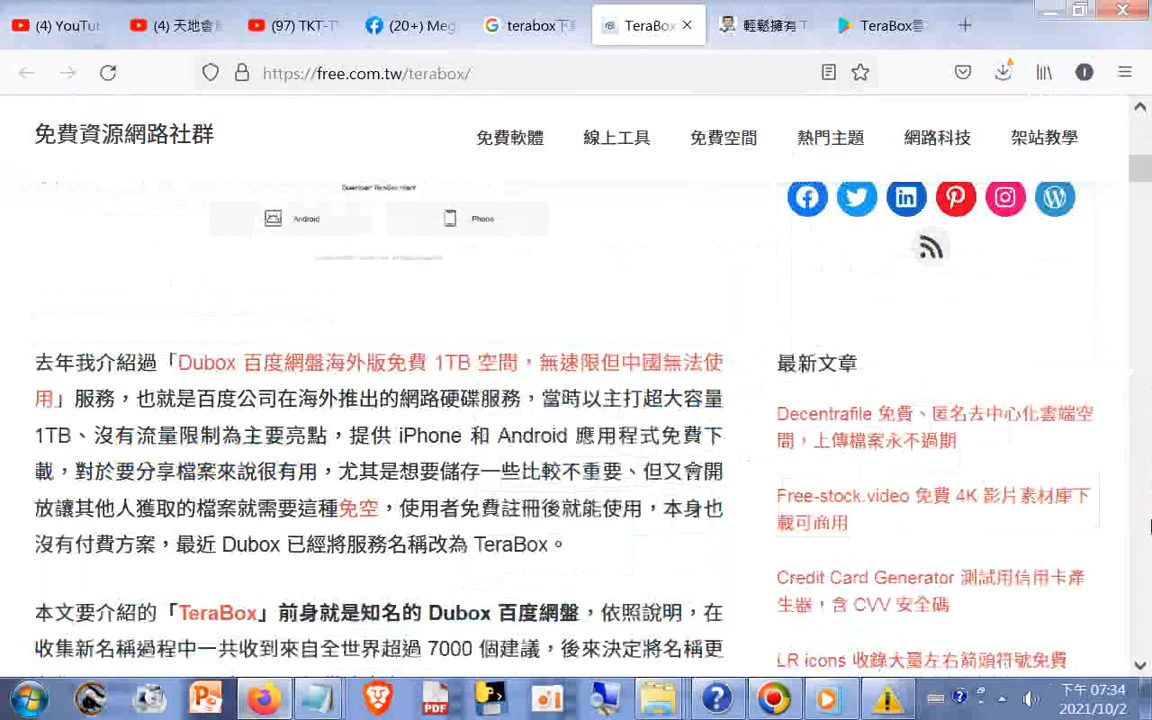 (4) YouTu
(4) 天地會
(97) TKT-T
(20+) Meg
terabox下
TeraBox
輕鬆擁有 T
TeraBox雲
https://free.com.tw/terabox/
免費資源網路社群
免費軟體
線上工具
免費空間
熱門主題
網路科技
架站教學
Download TeraBox client
Android
Phone
去年我介紹過「Dubox 百度網盤海外版免費 1TB 空間，無速限但中國無法使
用」服務，也就是百度公司在海外推出的網路硬碟服務，當時以主打超大容量
1TB、沒有流量限制為主要亮點，提供 iPhone 和 Android 應用程式免費下
載，對於要分享檔案來說很有用，尤其是想要儲存一些比較不重要、但又會開
放讓其他人獲取的檔案就需要這種免空，使用者免費註冊後就能使用，本身也
沒有付費方案，最近 Dubox 已經將服務名稱改為 TeraBox。
本文要介紹的「TeraBox」前身就是知名的 Dubox 百度網盤，依照說明，在
收集新名稱過程中一共收到來自全世界超過 7000 個建議，後來決定將名稱更
最新文章
Decentrafile 免費、匿名去中心化雲端空
間，上傳檔案永不過期
Free-stock.video 免費 4K 影片素材庫下
載可商用
Credit Card Generator 測試用信用卡產
生器，含 CVV 安全碼
LR icons 收錄大量左右箭頭符號免費
下午 07:34
2021/10/2